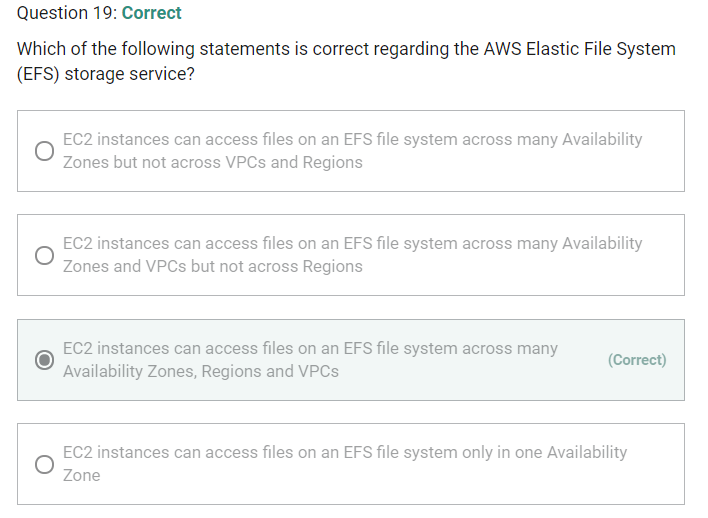 Question 19: Correct
Which of the following statements is correct regarding the AWS Elastic File System
(EFS) storage service?
EC2 instances can access files on an EFS file system across many Availability
Zones but not across VPCs and Regions
EC2 instances can access files on an EFS file system across many Availability
Zones and VPCs but not across Regions
EC2 instances can access files on an EFS file system across many
Availability Zones, Regions and VPCs
(Correct)
EC2 instances can access files on an EFS file system only in one Availability
Zone